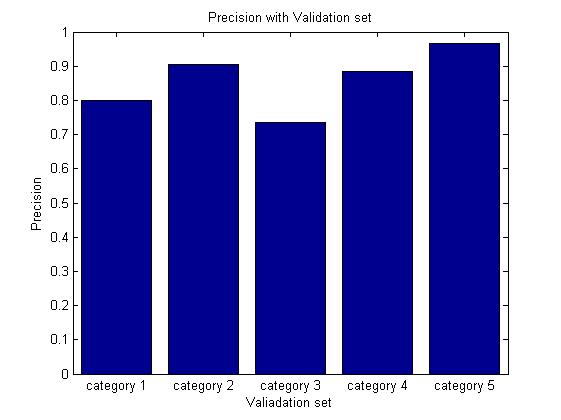 Precision with Validation set
1
0.9
0.8
0.7
0.6
0.5
0.4
0.3
0.2
0.1
0
Precision
category 1 category 2 category 3 category 4 category 5
Valiadation set